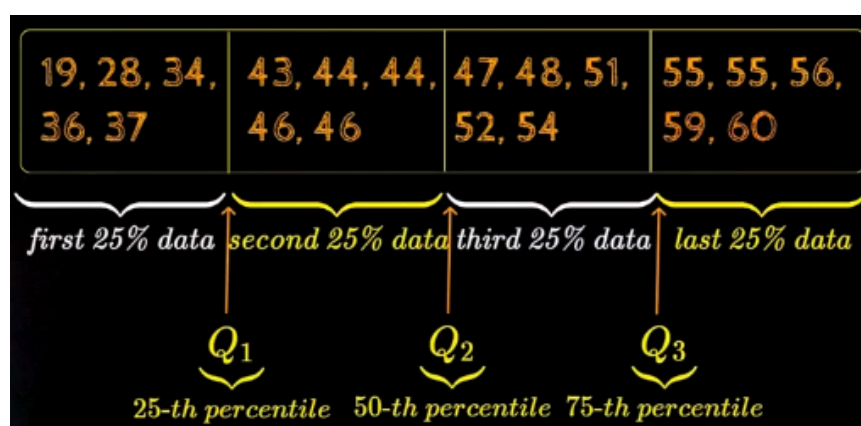 19, 28, 34,
36, 37
43, 44, 44,
46, 46
47, 48, 51,
52, 54
55, 55, 56,
59, 60
first 25% data
second 25% data
third 25% data
last 25% data
Q1
Q2
Q3
25-th percentile
50-th percentile
75-th percentile